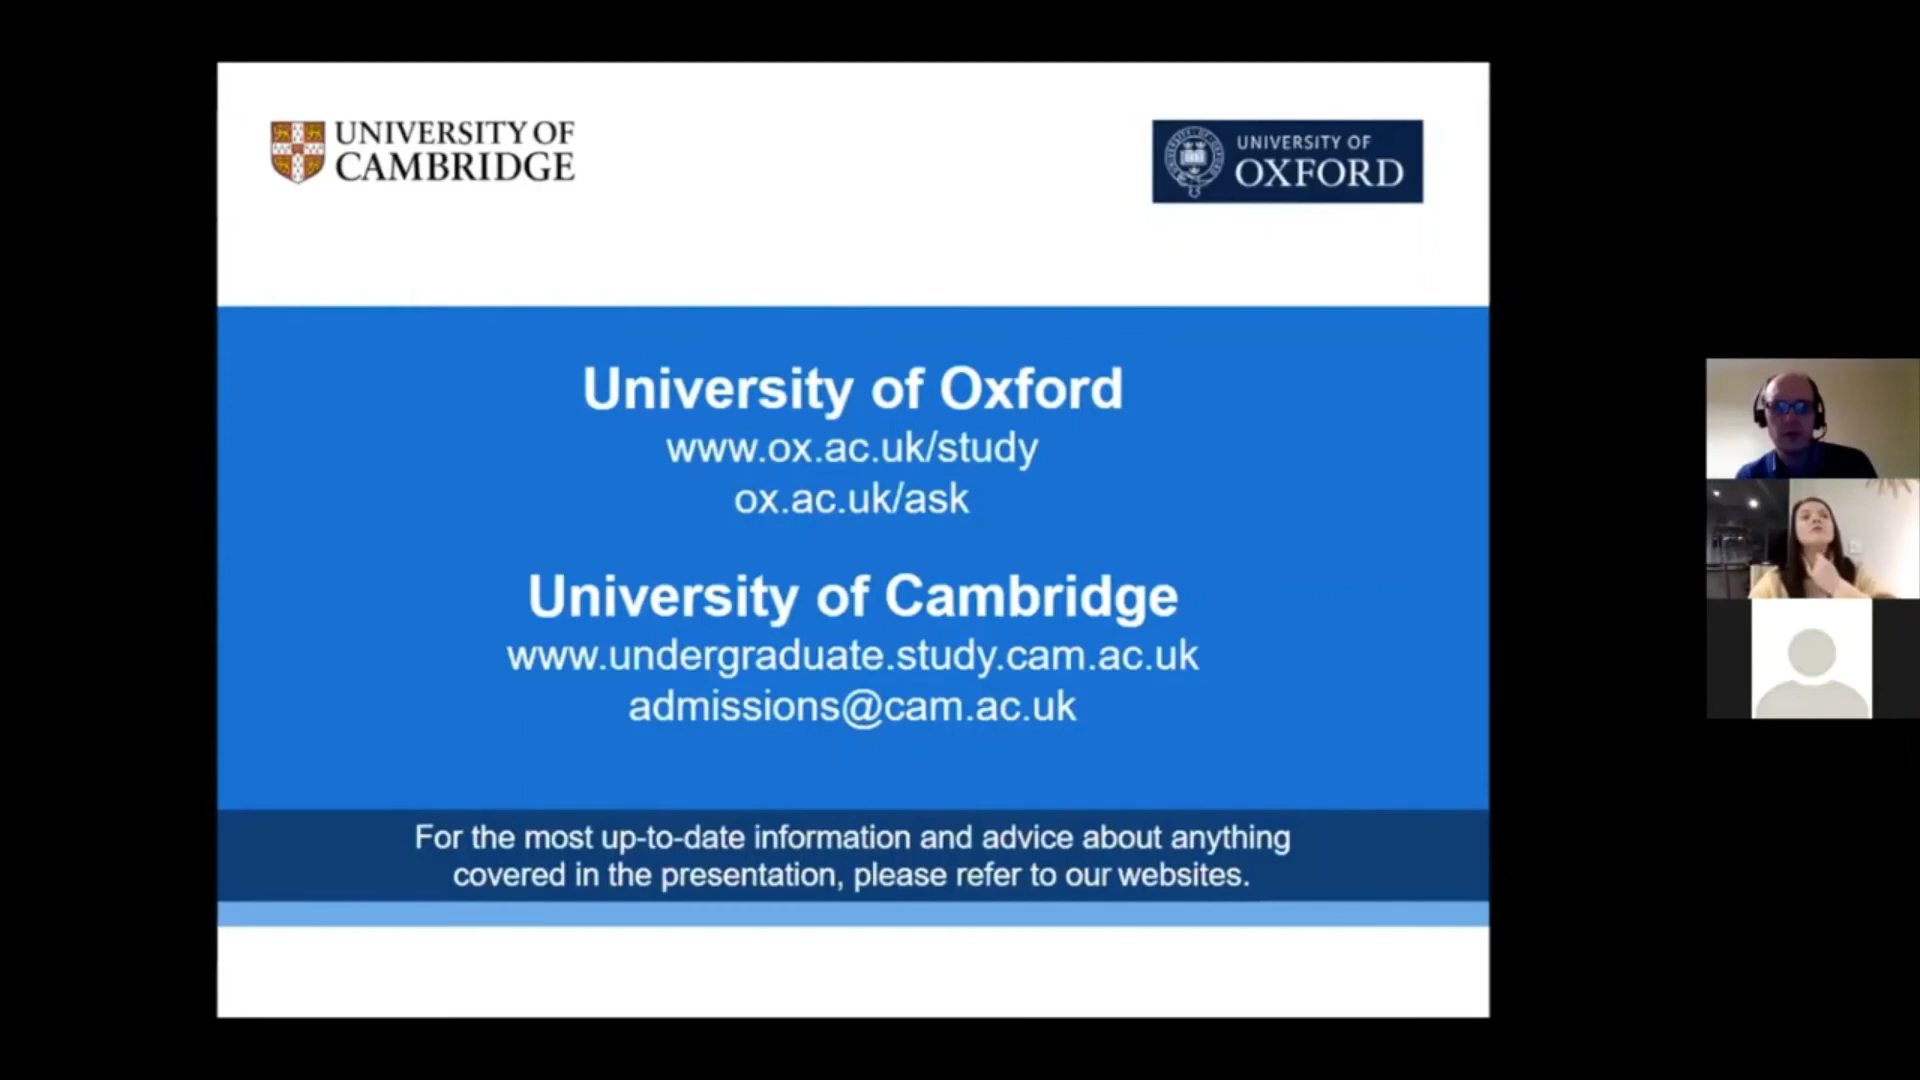 UNIVERSITY OF
CAMBRIDGE
UNIVERSITY OF
OXFORD
University of Oxford
www.ox.ac.uk/study
ox.ac.uk/ask
University of Cambridge
www.undergraduate.study.cam.ac.uk
admissions@cam.ac.uk
For the most up-to-date information and advice about anything
covered in the presentation, please refer to our websites.